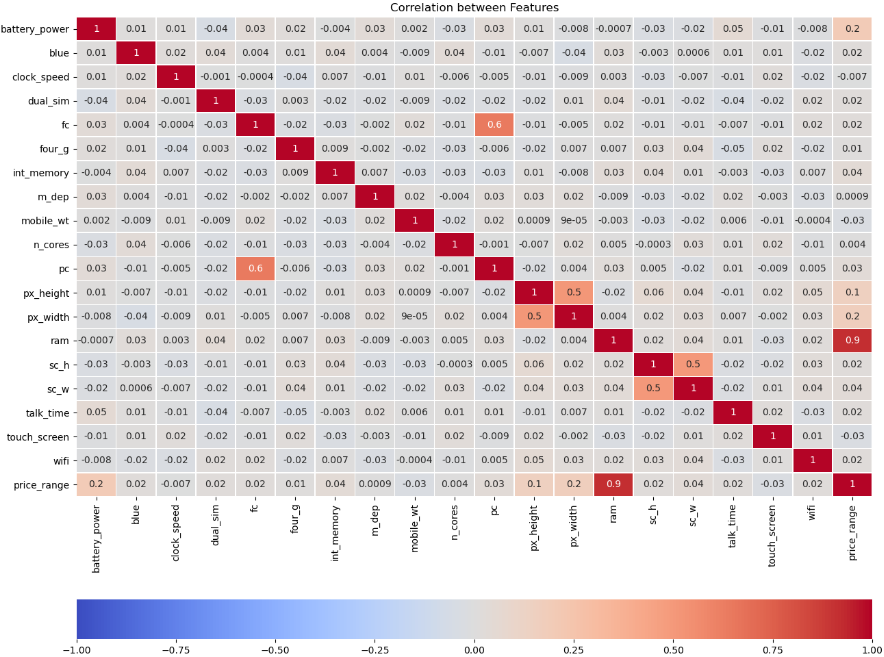 Correlation between Features
battery_power 1 0.01 0.01 -0.04 0.03 0.02 -0.004 0.03 0.002 -0.03 0.03 0.01 -0.008 -0.0007 -0.03 -0.02 0.05 -0.01 -0.008 0.2
blue 0.01 1 0.02 0.04 0.004 0.01 0.04 0.004 -0.009 0.04 -0.01 -0.007 -0.04 0.03 -0.003 0.0006 0.01 0.01 -0.02 0.02
clock_speed 0.01 0.02 1 -0.001 -0.0004 -0.04 0.007 -0.01 0.01 -0.006 -0.005 -0.01 -0.009 0.003 -0.03 -0.007 -0.01 0.02 -0.02 -0.007
dual_sim -0.04 0.04 -0.001 1 -0.03 0.003 -0.02 -0.02 -0.009 -0.02 -0.02 -0.02 0.01 0.04 -0.01 -0.02 -0.04 -0.02 0.02 0.02
fc 0.03 0.004 -0.0004 -0.03 1 -0.02 -0.03 -0.002 0.02 -0.01 0.6 -0.01 -0.005 0.02 -0.01 -0.01 -0.007 -0.01 0.02 0.02
four_g 0.02 0.01 -0.04 0.003 -0.02 1 0.009 -0.002 -0.02 -0.03 -0.006 -0.02 0.007 0.007 0.03 0.04 -0.05 0.02 -0.02 0.01
int_memory -0.004 0.04 0.007 -0.02 -0.03 0.009 1 0.007 -0.03 -0.03 -0.03 0.01 -0.008 0.03 0.04 0.01 -0.003 -0.03 0.007 0.04
m_dep 0.03 0.004 -0.01 -0.02 -0.002 -0.002 0.007 1 0.02 -0.004 0.03 0.03 0.02 -0.009 -0.03 -0.02 0.02 -0.003 -0.03 0.0009
mobile_wt 0.002 -0.009 0.01 -0.009 0.02 -0.02 -0.03 0.02 1 -0.02 0.02 0.0009 9e-05 -0.003 -0.03 -0.02 0.006 -0.01 -0.0004 -0.03
n_cores -0.03 0.04 -0.006 -0.02 -0.01 -0.03 -0.03 -0.004 -0.02 1 -0.001 -0.007 0.02 0.005 -0.0003 0.03 0.01 0.02 -0.01 0.004
pc 0.03 -0.01 -0.005 -0.02 0.6 -0.006 -0.03 0.03 0.02 -0.001 1 -0.02 0.004 0.03 0.005 -0.02 0.01 -0.009 0.005 0.03
px_height 0.01 -0.007 -0.01 -0.02 -0.01 -0.02 0.01 0.03 0.0009 -0.007 -0.02 1 0.5 -0.02 0.06 0.04 -0.01 0.02 0.05 0.1
px_width -0.008 -0.04 -0.009 0.01 -0.005 0.007 -0.008 0.02 9e-05 0.02 0.004 0.5 1 0.004 0.02 0.03 0.007 -0.002 0.03 0.2
ram -0.0007 0.03 0.003 0.04 0.02 0.007 0.03 -0.009 -0.003 0.005 0.03 -0.02 0.004 1 0.02 0.04 0.01 -0.03 0.02 0.9
sc_h -0.03 -0.003 -0.03 -0.01 -0.01 0.03 0.04 -0.03 -0.03 -0.0003 0.005 0.06 0.02 0.02 1 0.5 -0.02 -0.02 0.03 0.02
sc_w -0.02 0.0006 -0.007 -0.02 -0.01 0.04 0.01 -0.02 -0.02 0.03 -0.02 0.04 0.03 0.04 0.5 1 -0.02 0.01 0.04 0.04
talk_time 0.05 0.01 -0.01 -0.04 -0.007 -0.05 -0.003 0.02 0.006 0.01 0.01 -0.01 0.007 0.01 -0.02 -0.02 1 0.02 -0.03 0.02
touch_screen -0.01 0.01 0.02 -0.02 -0.01 0.02 -0.03 -0.003 -0.01 0.02 -0.009 0.02 -0.002 -0.03 -0.02 0.01 0.02 1 0.01 -0.03
wifi -0.008 -0.02 -0.02 0.02 0.02 -0.02 0.007 -0.03 -0.0004 -0.01 0.005 0.05 0.03 0.02 0.03 0.04 -0.03 0.01 1 0.02
price_range 0.2 0.02 -0.007 0.02 0.02 0.01 0.04 0.0009 -0.03 0.004 0.03 0.1 0.2 0.9 0.02 0.04 0.02 -0.03 0.02 1
battery_power blue clock_speed dual_sim fc four_g int_memory m_dep mobile_wt n_cores pc px_height px_width ram sc_h sc_w talk_time touch_screen wifi price_range
−1.00 −0.75 −0.50 −0.25 0.00 0.25 0.50 0.75 1.00